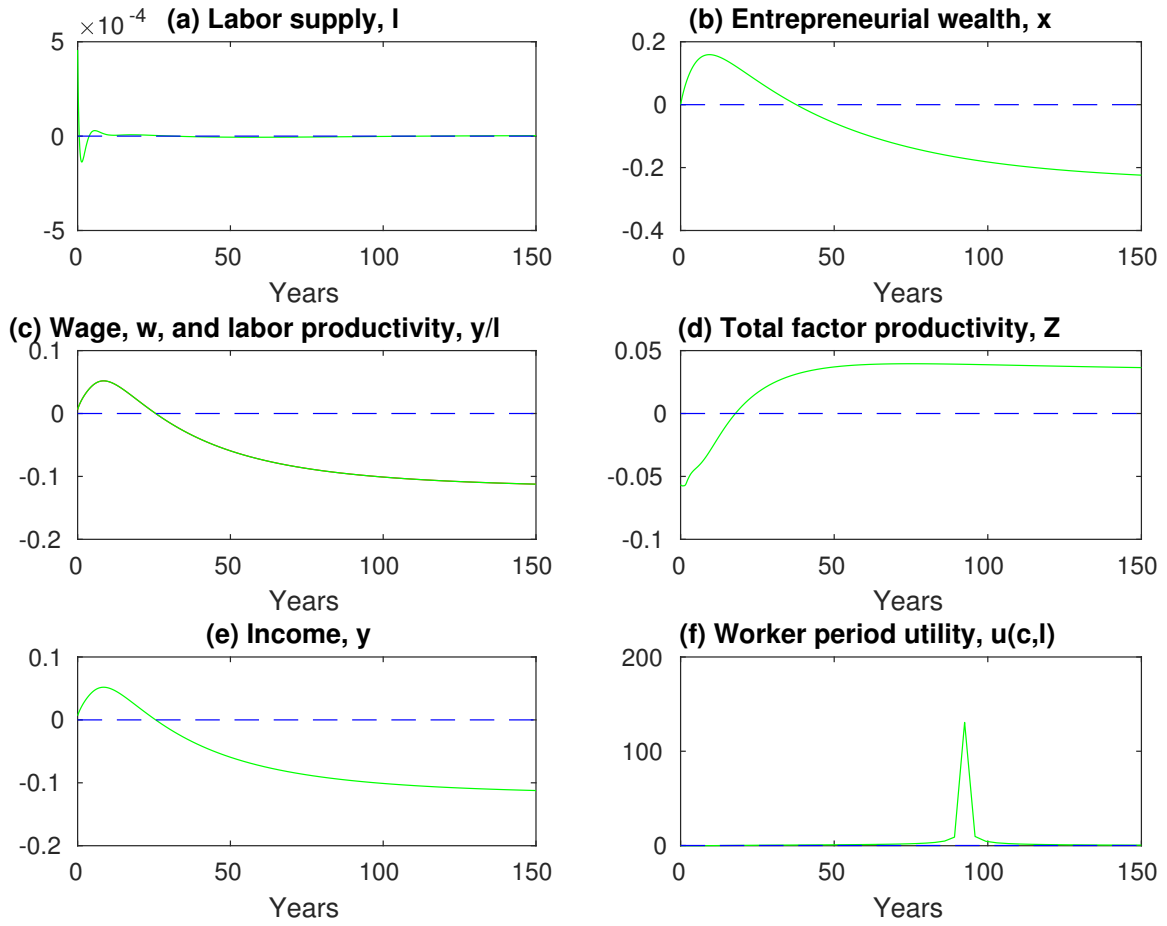 (a) Labor supply, l
×10⁻⁴
5
0
-5
0 50 100 150
Years
(b) Entrepreneurial wealth, x
0.2
0
-0.2
-0.4
0 50 100 150
Years
(c) Wage, w, and labor productivity, y/l
0.1
0
-0.1
-0.2
0 50 100 150
Years
(d) Total factor productivity, Z
0.05
0
-0.05
-0.1
0 50 100 150
Years
(e) Income, y
0.1
0
-0.1
-0.2
0 50 100 150
Years
(f) Worker period utility, u(c,l)
200
100
0
0 50 100 150
Years